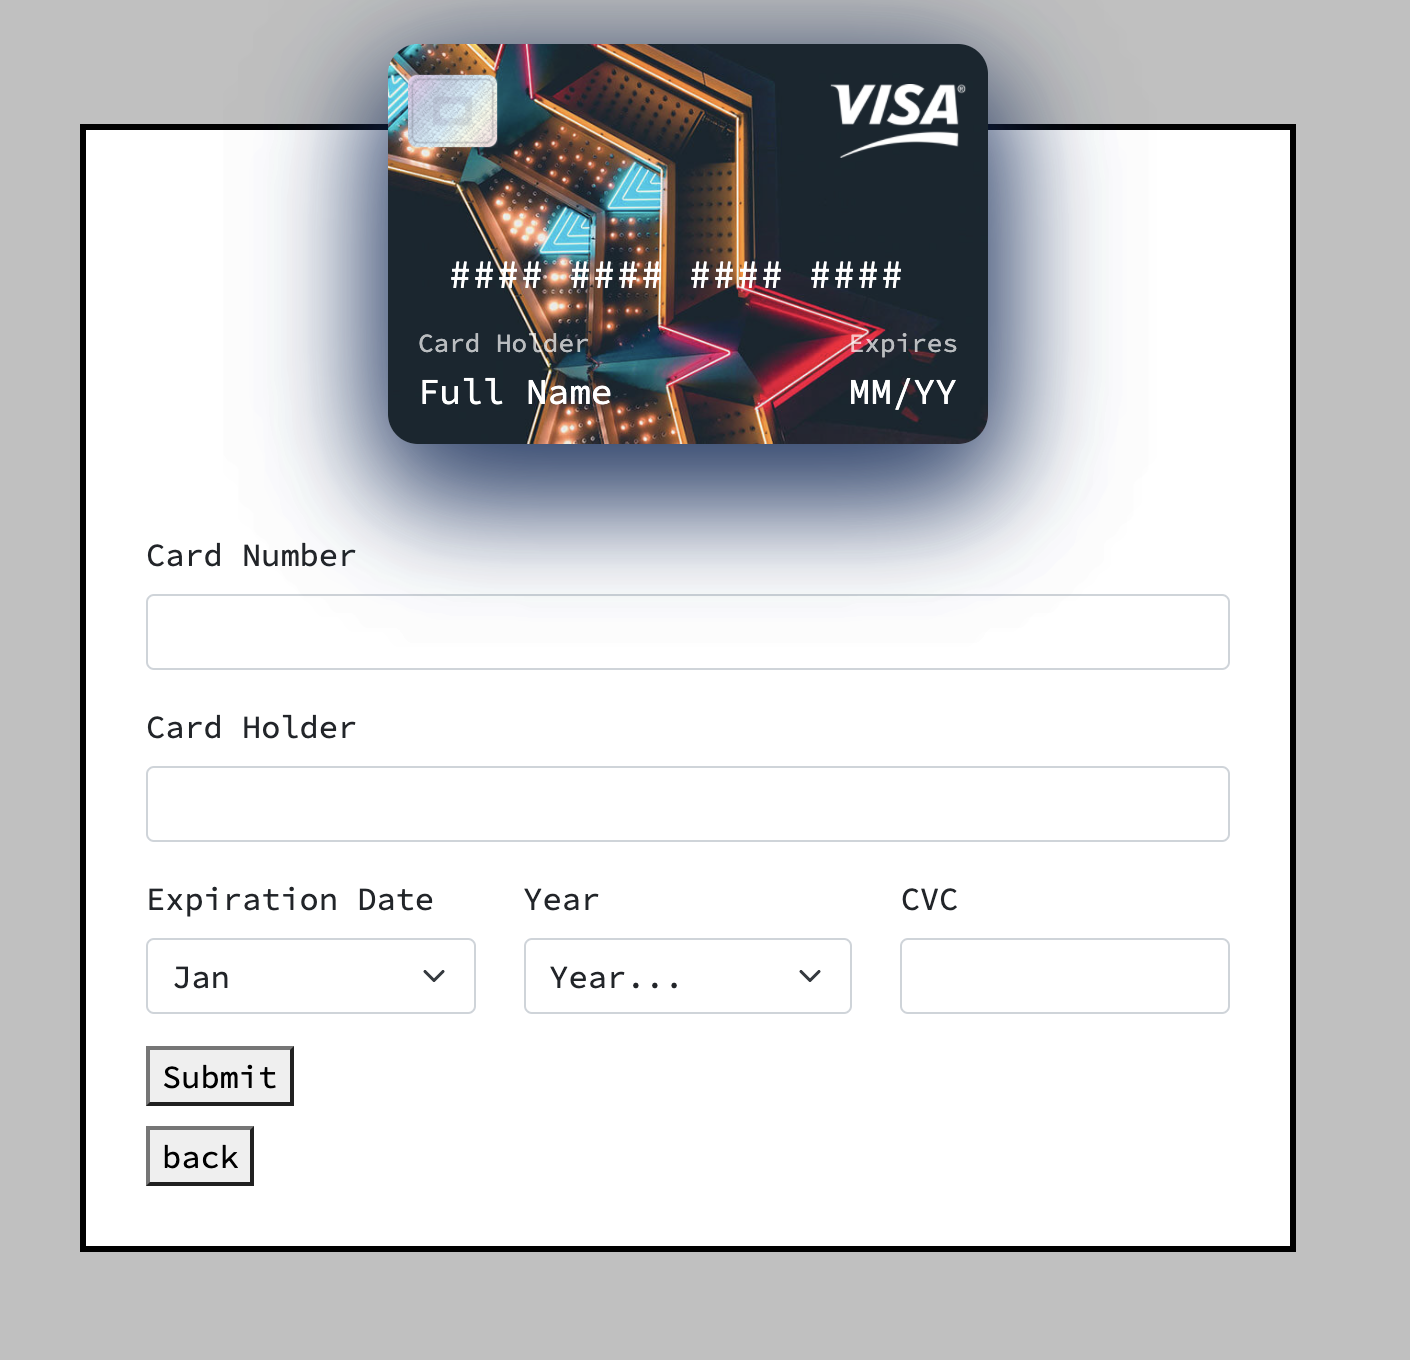 VISA®
#### #### #### ####
Card Holder Expires
Full Name MM/YY
Card Number
Card Holder
Expiration Date Year CVC
Jan Year...
Submit
back